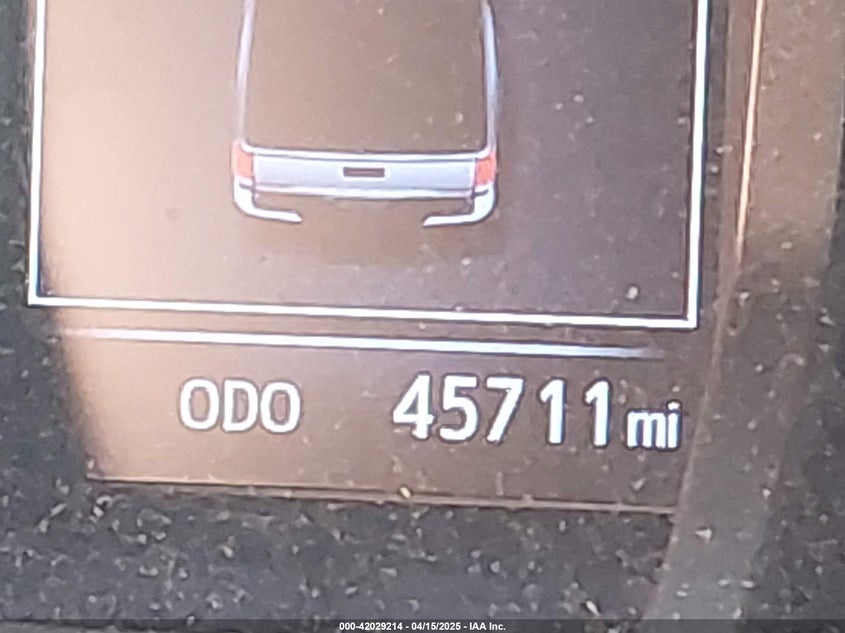 ODO 45711 mi
000-42029214 - 04/15/2025 - IAA Inc.